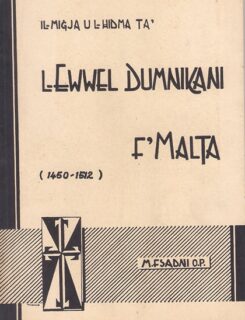 IL-MIĠJA U L-ĦIDMA TA'
L-EWWEL DUMNIKANI
F'MALTA
(1450-1512)
M. FSADNI O.P.